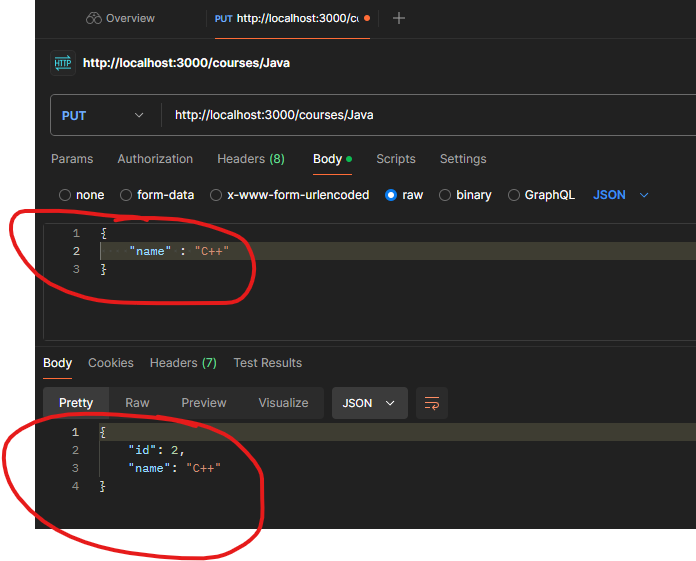 Overview PUT http://localhost:3000/c
HTTP http://localhost:3000/courses/Java
PUT http://localhost:3000/courses/Java
Params Authorization Headers (8) Body Scripts Settings
none form-data x-www-form-urlencoded raw binary GraphQL JSON
1 {
2 "name" : "C++"
3 }
Body Cookies Headers (7) Test Results
Pretty Raw Preview Visualize JSON
1 {
2 "id": 2,
3 "name": "C++"
4 }